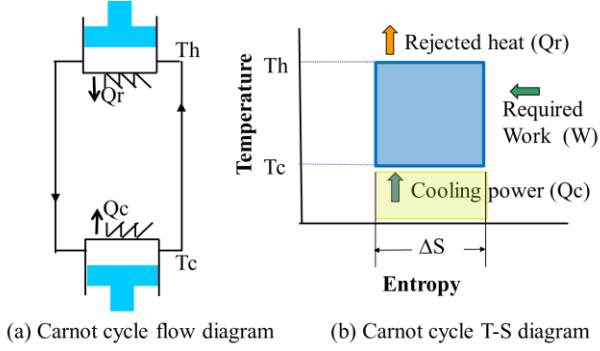 Th
Qr
Qc
Tc
(a) Carnot cycle flow diagram
Temperature
Th
Tc
Rejected heat (Qr)
Required
Work (W)
Cooling power (Qc)
ΔS
Entropy
(b) Carnot cycle T-S diagram